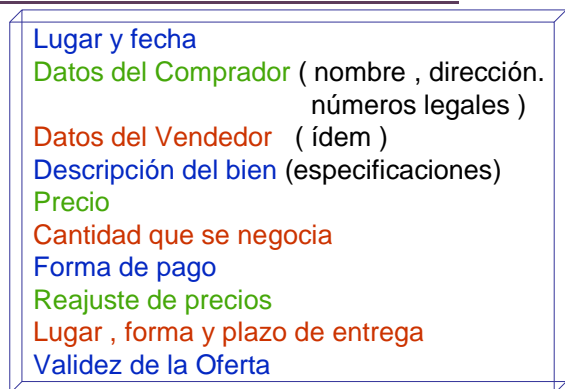 Lugar y fecha
Datos del Comprador ( nombre , dirección.
números legales )
Datos del Vendedor ( ídem )
Descripción del bien (especificaciones)
Precio
Cantidad que se negocia
Forma de pago
Reajuste de precios
Lugar , forma y plazo de entrega
Validez de la Oferta